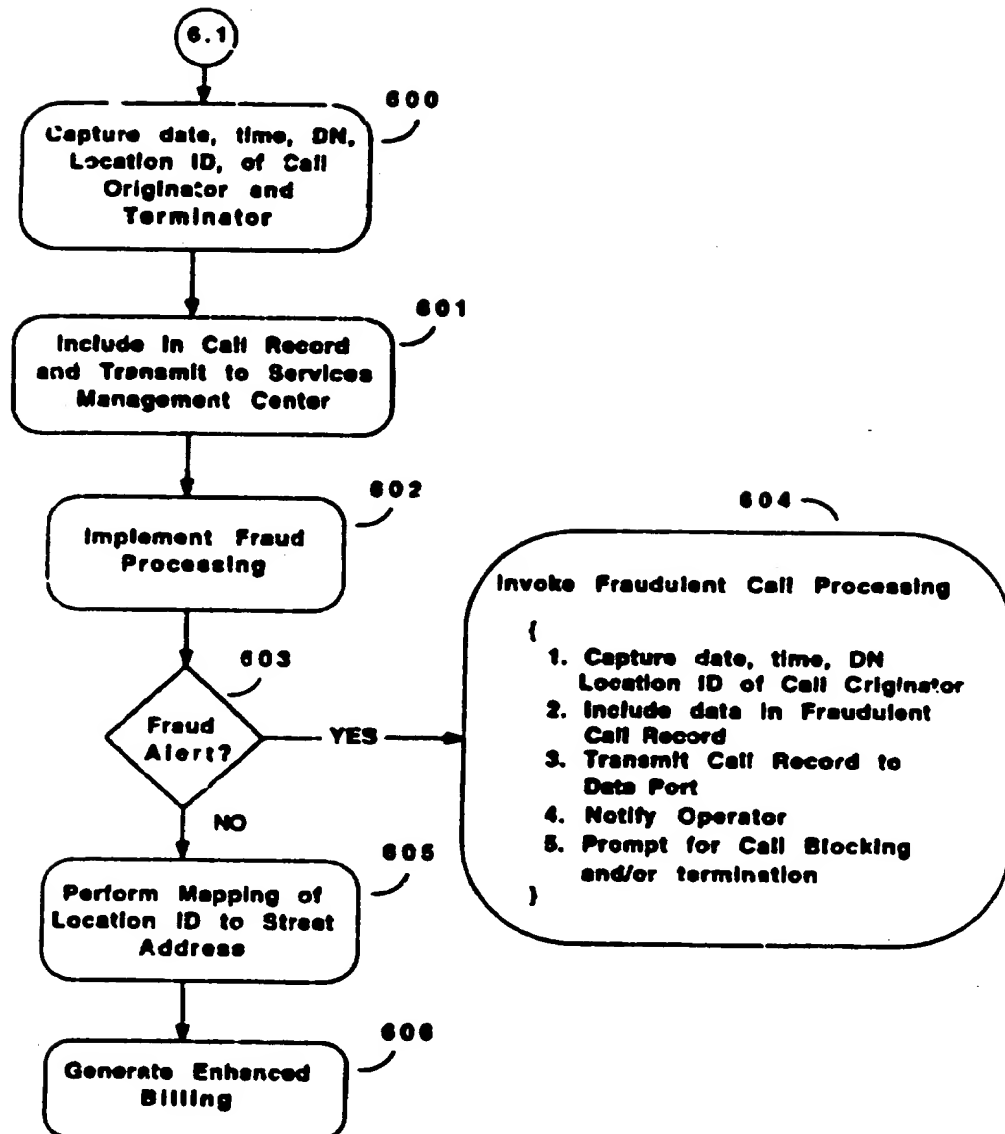 6.1
600
Capture date, time, DN,
Location ID, of Call
Originator and
Terminator
601
Include in Call Record
and Transmit to Services
Management Center
602
Implement Fraud
Processing
603
Fraud
Alert?
YES
NO
604
Invoke Fraudulent Call Processing
{
1. Capture date, time, DN
Location ID of Call Originator
2. Include data in Fraudulent
Call Record
3. Transmit Call Record to
Data Port
4. Notify Operator
5. Prompt for Call Blocking
and/or termination
}
605
Perform Mapping of
Location ID to Street
Address
606
Generate Enhanced
Billing